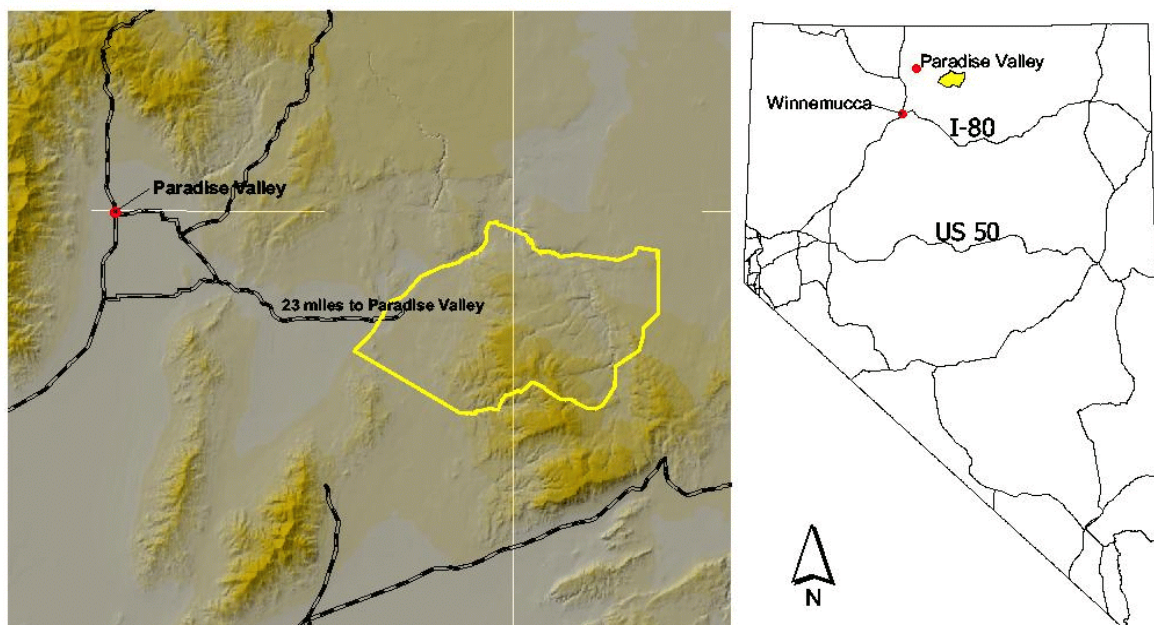 Paradise Valley
23 miles to Paradise Valley
Paradise Valley
Winnemucca
I-80
US 50
N